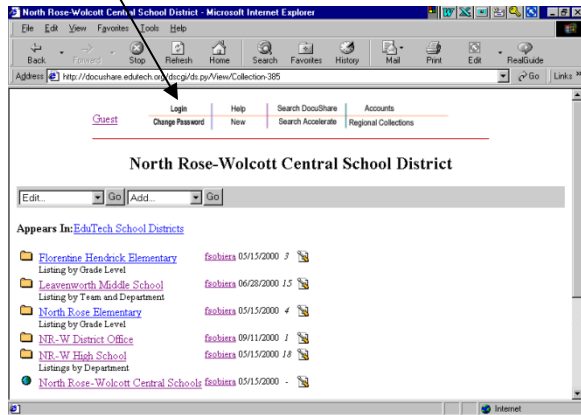 North Rose-Wolcott Central School District - Microsoft Internet Explorer
File Edit View Favorites Tools Help
Back Forward Stop Refresh Home Search Favorites History Mail Print Edit RealGuide
Address http://docushare.edutech.org/dscgi/ds.py/View/Collection-385 Go Links »
Guest Login Help Search DocuShare Accounts
Change Password New Search Accelerate Regional Collections
North Rose-Wolcott Central School District
Edit... Go Add... Go
Appears In:EduTech School Districts
Florentine Hendrick Elementary fsobiera 05/15/2000 3
Listing by Grade Level
Leavenworth Middle School fsobiera 06/28/2000 15
Listing by Team and Department
North Rose Elementary fsobiera 05/15/2000 4
Listing by Grade Level
NR-W District Office fsobiera 09/11/2000 1
NR-W High School fsobiera 05/15/2000 18
Listings by Department
North Rose-Wolcott Central Schools fsobiera 05/15/2000 -
Internet